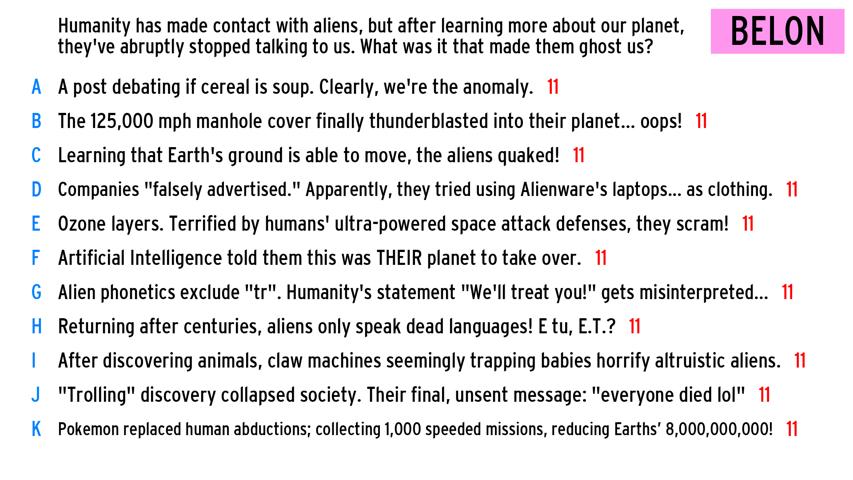 Humanity has made contact with aliens, but after learning more about our planet,
they've abruptly stopped talking to us. What was it that made them ghost us?
BELON
A A post debating if cereal is soup. Clearly, we're the anomaly. 11
B The 125,000 mph manhole cover finally thunderblasted into their planet... oops! 11
C Learning that Earth's ground is able to move, the aliens quaked! 11
D Companies "falsely advertised." Apparently, they tried using Alienware's laptops... as clothing. 11
E Ozone layers. Terrified by humans' ultra-powered space attack defenses, they scram! 11
F Artificial Intelligence told them this was THEIR planet to take over. 11
G Alien phonetics exclude "tr". Humanity's statement "We'll treat you!" gets misinterpreted... 11
H Returning after centuries, aliens only speak dead languages! E tu, E.T.? 11
I After discovering animals, claw machines seemingly trapping babies horrify altruistic aliens. 11
J "Trolling" discovery collapsed society. Their final, unsent message: "everyone died lol" 11
K Pokemon replaced human abductions; collecting 1,000 speeded missions, reducing Earths’ 8,000,000,000! 11